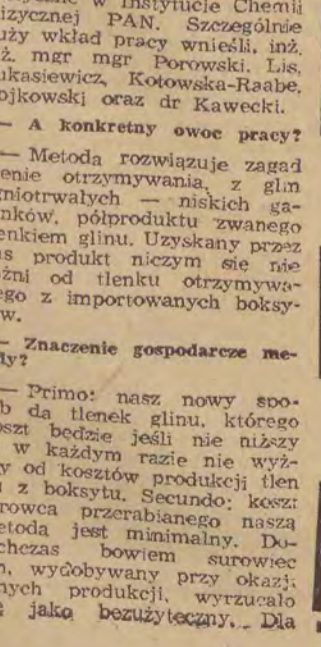 w Instytucie Chemii
izycznej PAN. Szczególnie
uży wkład pracy wnieśli, inż.
ż. mgr mgr Porowski. Lis,
ukasiewicz, Kotowska-Raabe,
ojkowski oraz dr Kawecki.
— A konkretny owoc pracy?
— Metoda rozwiązuje zagad
enie otrzymywania, z glin
gniotrwałych — niskich ga-
nków, półproduktu zwanego
enkiem glinu. Uzyskany przez
s produkt niczym się nie
żni od tlenku otrzymywa-
ego z importowanych boksy-
w.
— Znaczenie gospodarcze me-
dy?
— Primo: nasz nowy spo-
b da tlenek glinu, którego
oszt będzie jeśli nie niższy
w każdym razie nie wyż-
y od kosztów produkcji tlen
u z boksytu. Secundo: koszt
rowca przerabianego naszą
etodą jest minimalny. Do-
chczas bowiem surowiec
n, wydobywany przy okazji
nych produkcji, wyrzucało
ę jako bezużyteczny. Dla